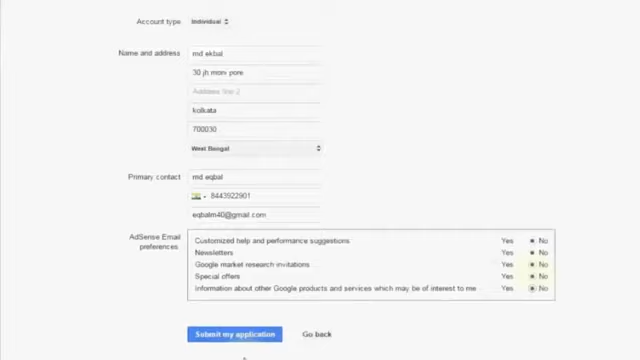 Account type Individual
Name and address md ekbal
30 jh moni pore
Address line 2
kolkata
700030
West Bengal
Primary contact md eqbal
8443922901
eqbalm40@gmail.com
AdSense Email preferences:
Customized help and performance suggestions Yes No
Newsletters Yes No
Google market research invitations Yes No
Special offers Yes No
Information about other Google products and services which may be of interest to me Yes No
Submit my application Go back